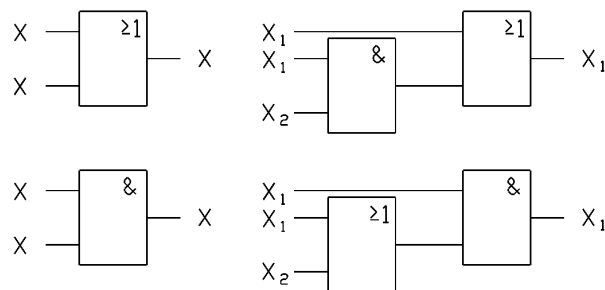 X ≥1 X
X
X₁ ≥1
X₁ & X₁
X₂
X & X
X
X₁ &
X₁ ≥1 X₁
X₂